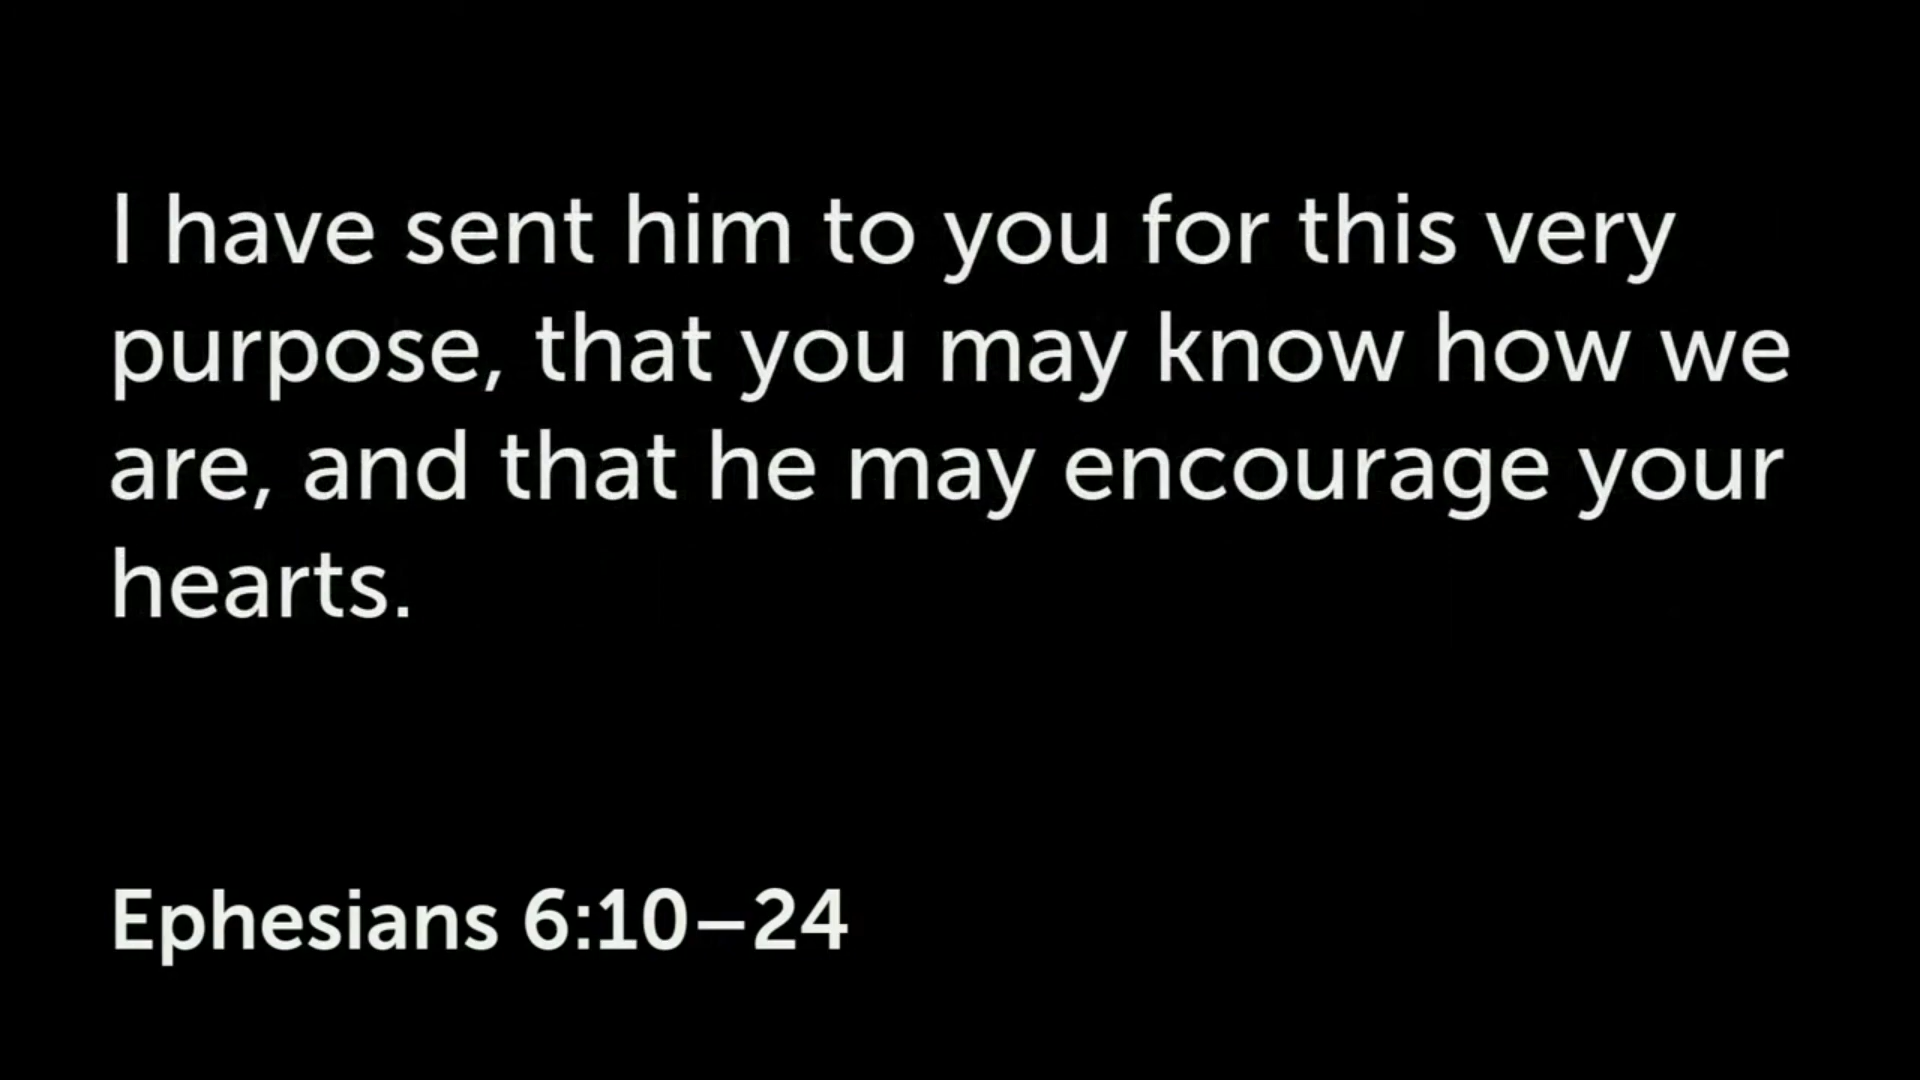 I have sent him to you for this very
purpose, that you may know how we
are, and that he may encourage your
hearts.
Ephesians 6:10–24